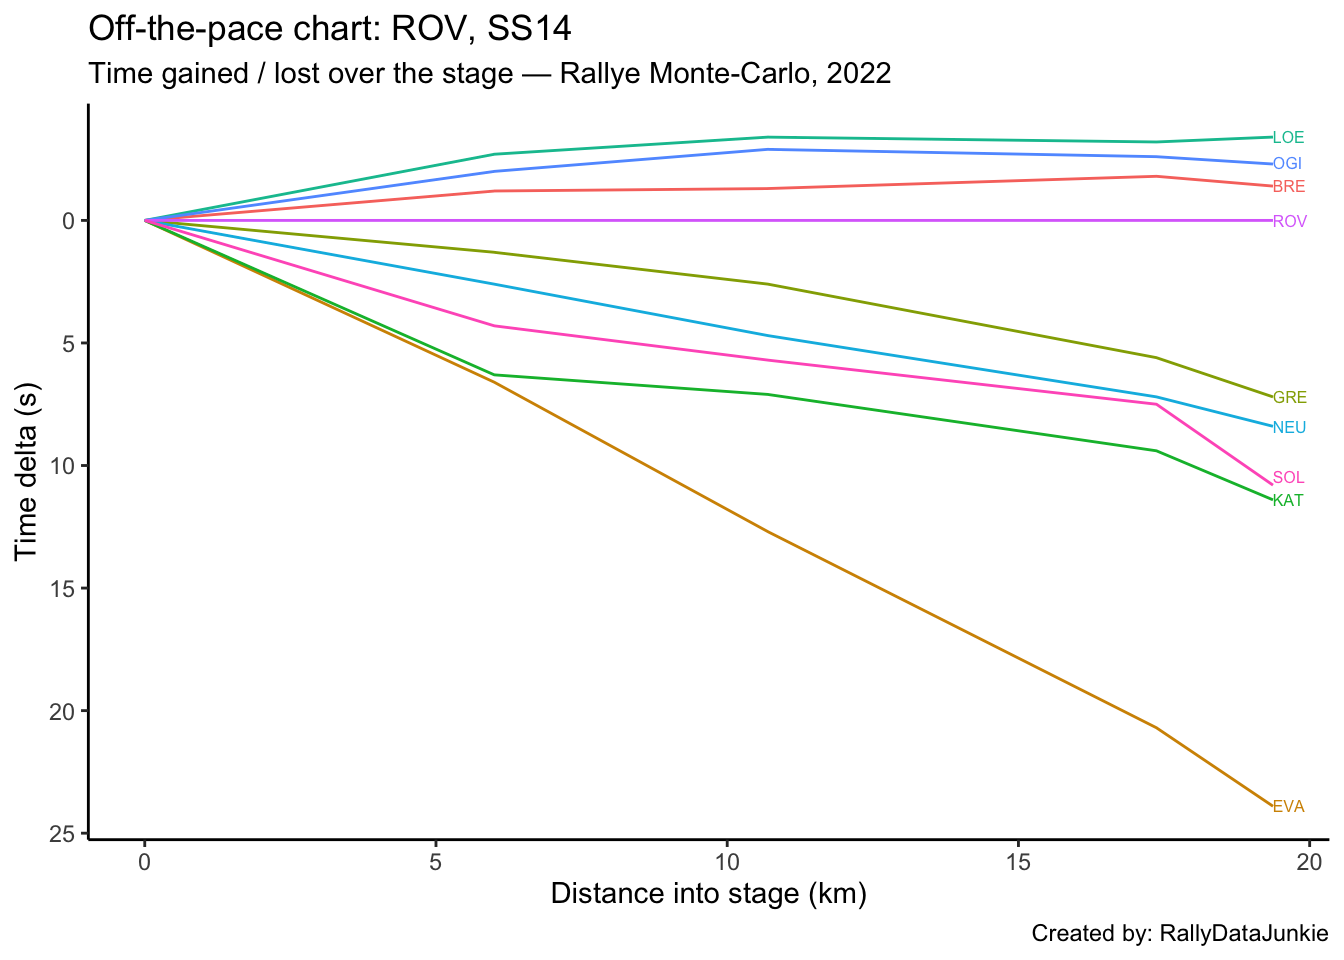 Off-the-pace chart: ROV, SS14
Time gained / lost over the stage — Rallye Monte-Carlo, 2022
LOE
OGI
BRE
ROV
GRE
NEU
SOL
KAT
EVA
0
5
10
15
20
25
Time delta (s)
0
5
10
15
20
Distance into stage (km)
Created by: RallyDataJunkie